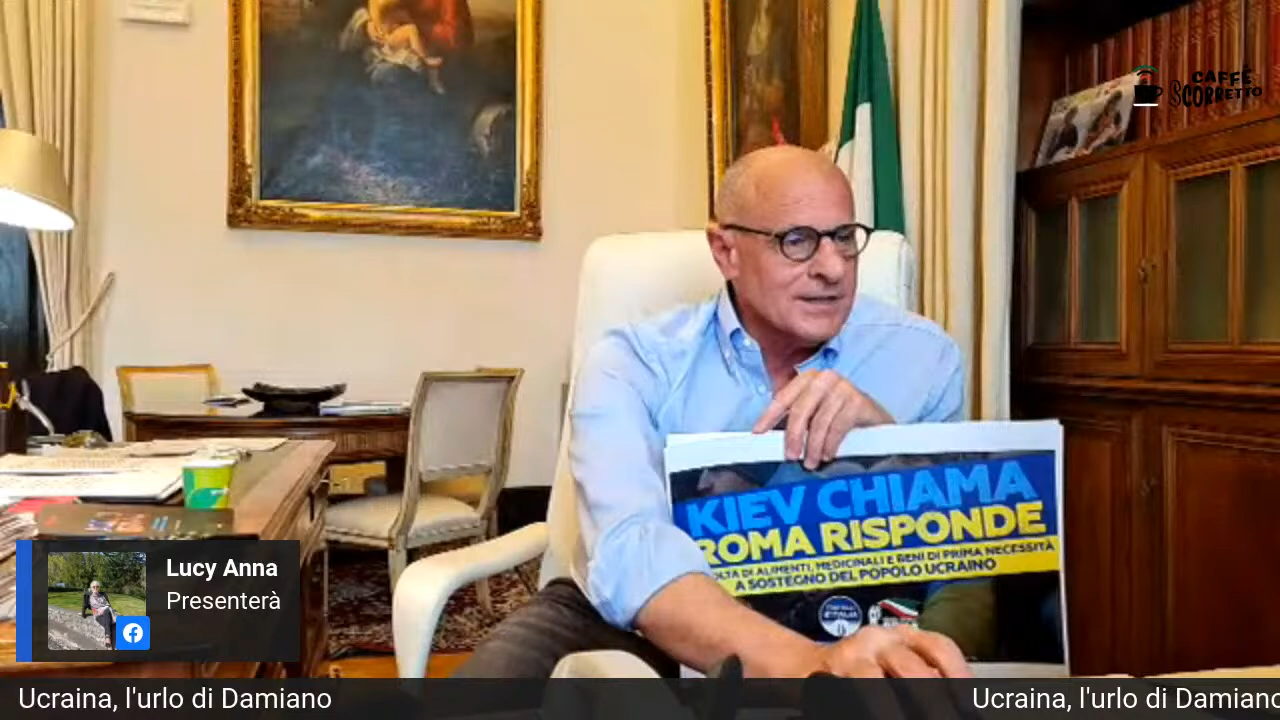 CAFFÈ
SCORRETTO
KIEV CHIAMA
ROMA RISPONDE
DI ALIMENTI, MEDICINALI E BENI DI PRIMA NECESSITÀ
A SOSTEGNO DEL POPOLO UCRAINO
Lucy Anna
Presenterà
Ucraina, l'urlo di Damiano
Ucraina, l'urlo di Damiano